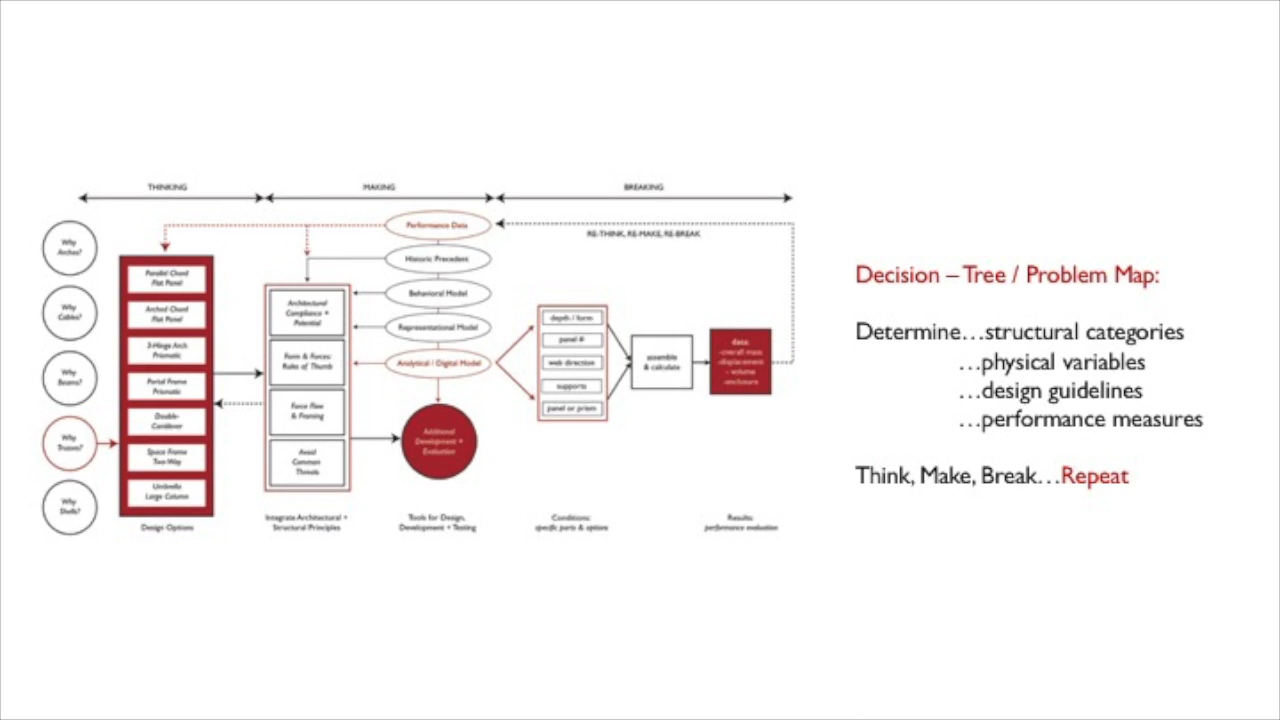 THINKING
MAKING
BREAKING
Why
Arches?
Why
Cables?
Why
Beams?
Why
Trusses?
Why
Shells?
Parallel Chord
Flat Panel
Arched Chord
Flat Panel
3-Hinge Arch
Prismatic
Portal Frame
Prismatic
Double-
Cantilever
Space Frame
Two-Way
Umbrella
Large Column
Design Options
Architectural
Compliance +
Potential
Form & Forces:
Rules of Thumb
Force Flow
& Framing
Avoid
Common
Threats
Integrate Architectural +
Structural Principles
Performance Data
Historic Precedent
Behavioral Model
Representational Model
Analytical / Digital Model
Additional
Development +
Evaluation
Tools for Design,
Development + Testing
RE-THINK, RE-MAKE, RE-BREAK
depth / form
panel #
web direction
supports
panel or prism
Conditions:
specific parts & options
assemble
& calculate
data:
-overall mass
-displacement
- volume
-enclosure
Results:
performance evaluation
Decision – Tree / Problem Map:
Determine…structural categories
…physical variables
…design guidelines
…performance measures
Think, Make, Break…Repeat